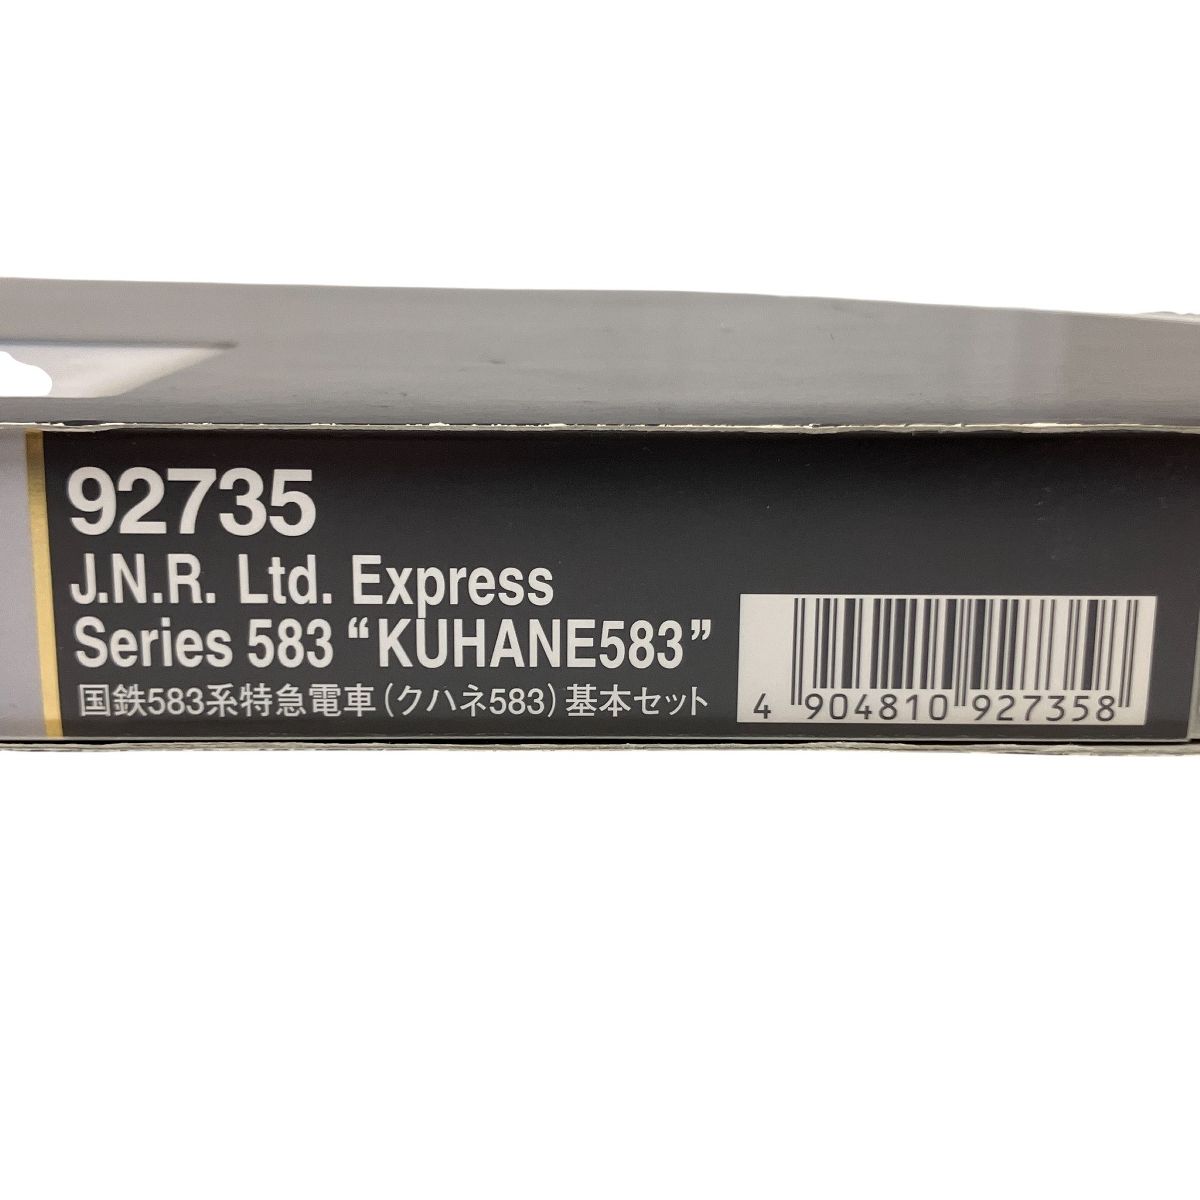 92735
J.N.R. Ltd. Express
Series 583 “KUHANE583”
国鉄583系特急電車(クハネ583)基本セット
4 904810 927358